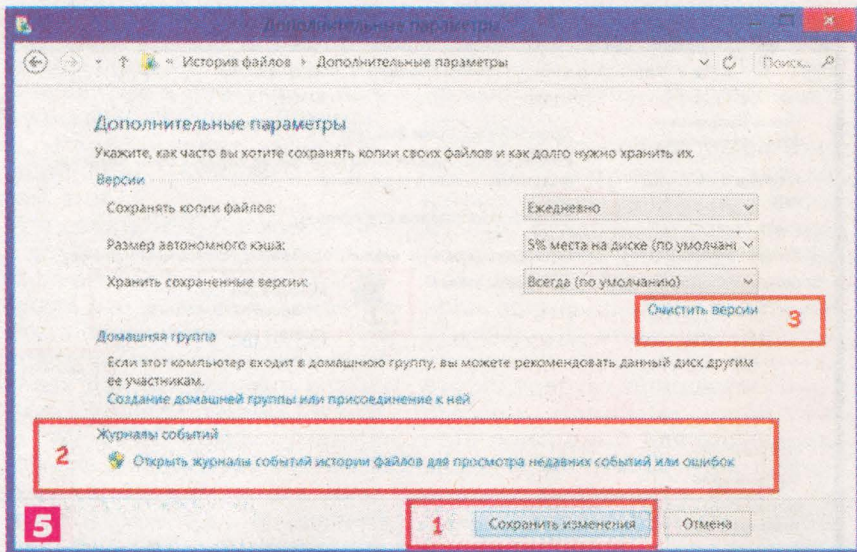 Дополнительные параметры
История файлов Дополнительные параметры Поиск...
Дополнительные параметры
Укажите, как часто вы хотите сохранять копии своих файлов и как долго нужно хранить их.
Версии
Сохранять копии файлов: Ежедневно
Размер автономного кэша: 5% места на диске (по умолчан
Хранить сохраненные версии: Всегда (по умолчанию)
Очистить версии 3
Домашняя группа
Если этот компьютер входит в домашнюю группу, вы можете рекомендовать данный диск другим
ее участникам.
Создание домашней группы или присоединение к ней
Журналы событий
2 Открыть журналы событий истории файлов для просмотра недавних событий или ошибок
5 1 Сохранить изменения Отмена